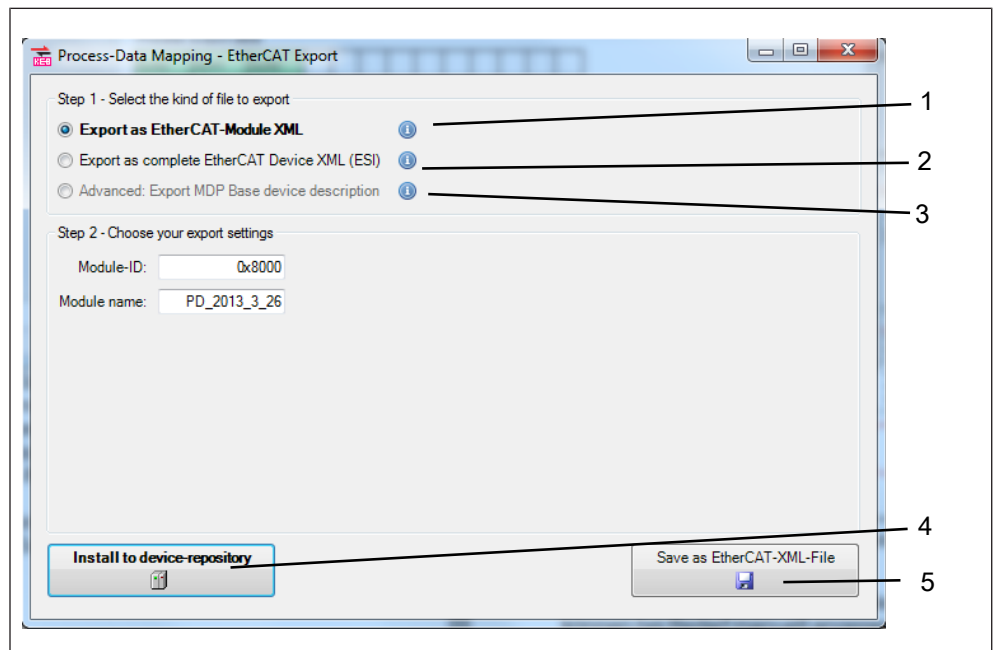 Process-Data Mapping - EtherCAT Export
Step 1 - Select the kind of file to export
1
Export as EtherCAT-Module XML
Export as complete EtherCAT Device XML (ESI)
2
Advanced: Export MDP Base device description
3
Step 2 - Choose your export settings
Module-ID: 0x8000
Module name: PD_2013_3_26
4
Install to device-repository
Save as EtherCAT-XML-File
5